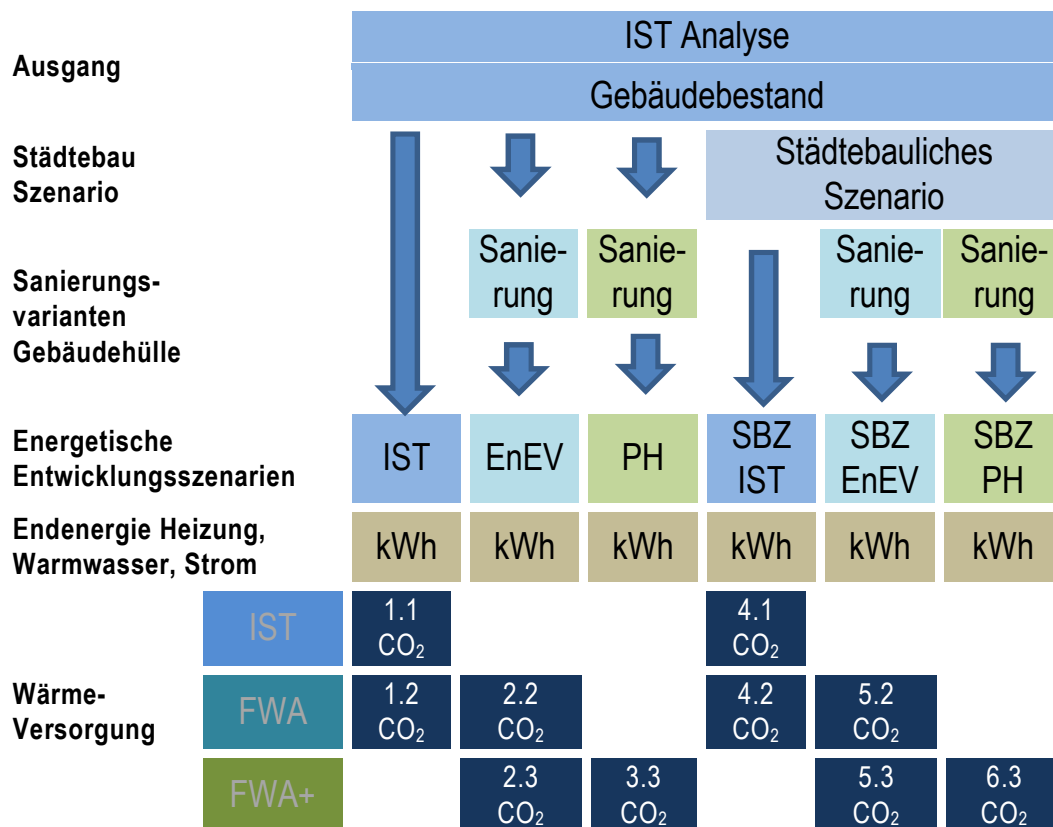 IST Analyse
Ausgang
Gebäudebestand
Städtebau
Szenario
Städtebauliches
Szenario
Sanierungs-
varianten
Gebäudehülle
Sanie-
rung
Sanie-
rung
Sanie-
rung
Sanie-
rung
Energetische
Entwicklungsszenarien
IST
EnEV
PH
SBZ
IST
SBZ
EnEV
SBZ
PH
Endenergie Heizung,
Warmwasser, Strom
kWh
kWh
kWh
kWh
kWh
kWh
Wärme-
Versorgung
IST
1.1
CO₂
4.1
CO₂
FWA
1.2
CO₂
2.2
CO₂
4.2
CO₂
5.2
CO₂
FWA+
2.3
CO₂
3.3
CO₂
5.3
CO₂
6.3
CO₂